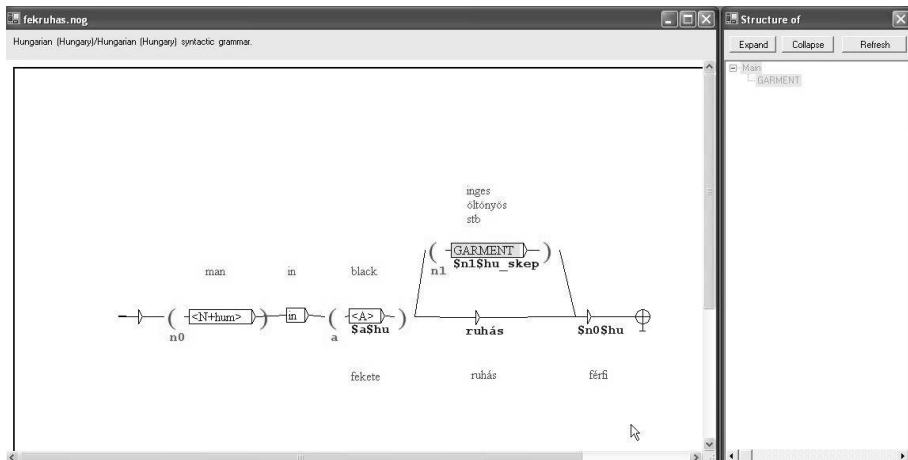 fekruhas.nog
Hungarian (Hungary)/Hungarian (Hungary) syntactic grammar.
inges
öltönyös
stb
GARMENT
n1
$n1$hu_skep
man
in
black
<N+hum>
n0
in
<A>
a
$a$hu
ruhás
$n0$hu
fekete
ruhás
férfi
Structure of
Expand
Collapse
Refresh
Main
GARMENT